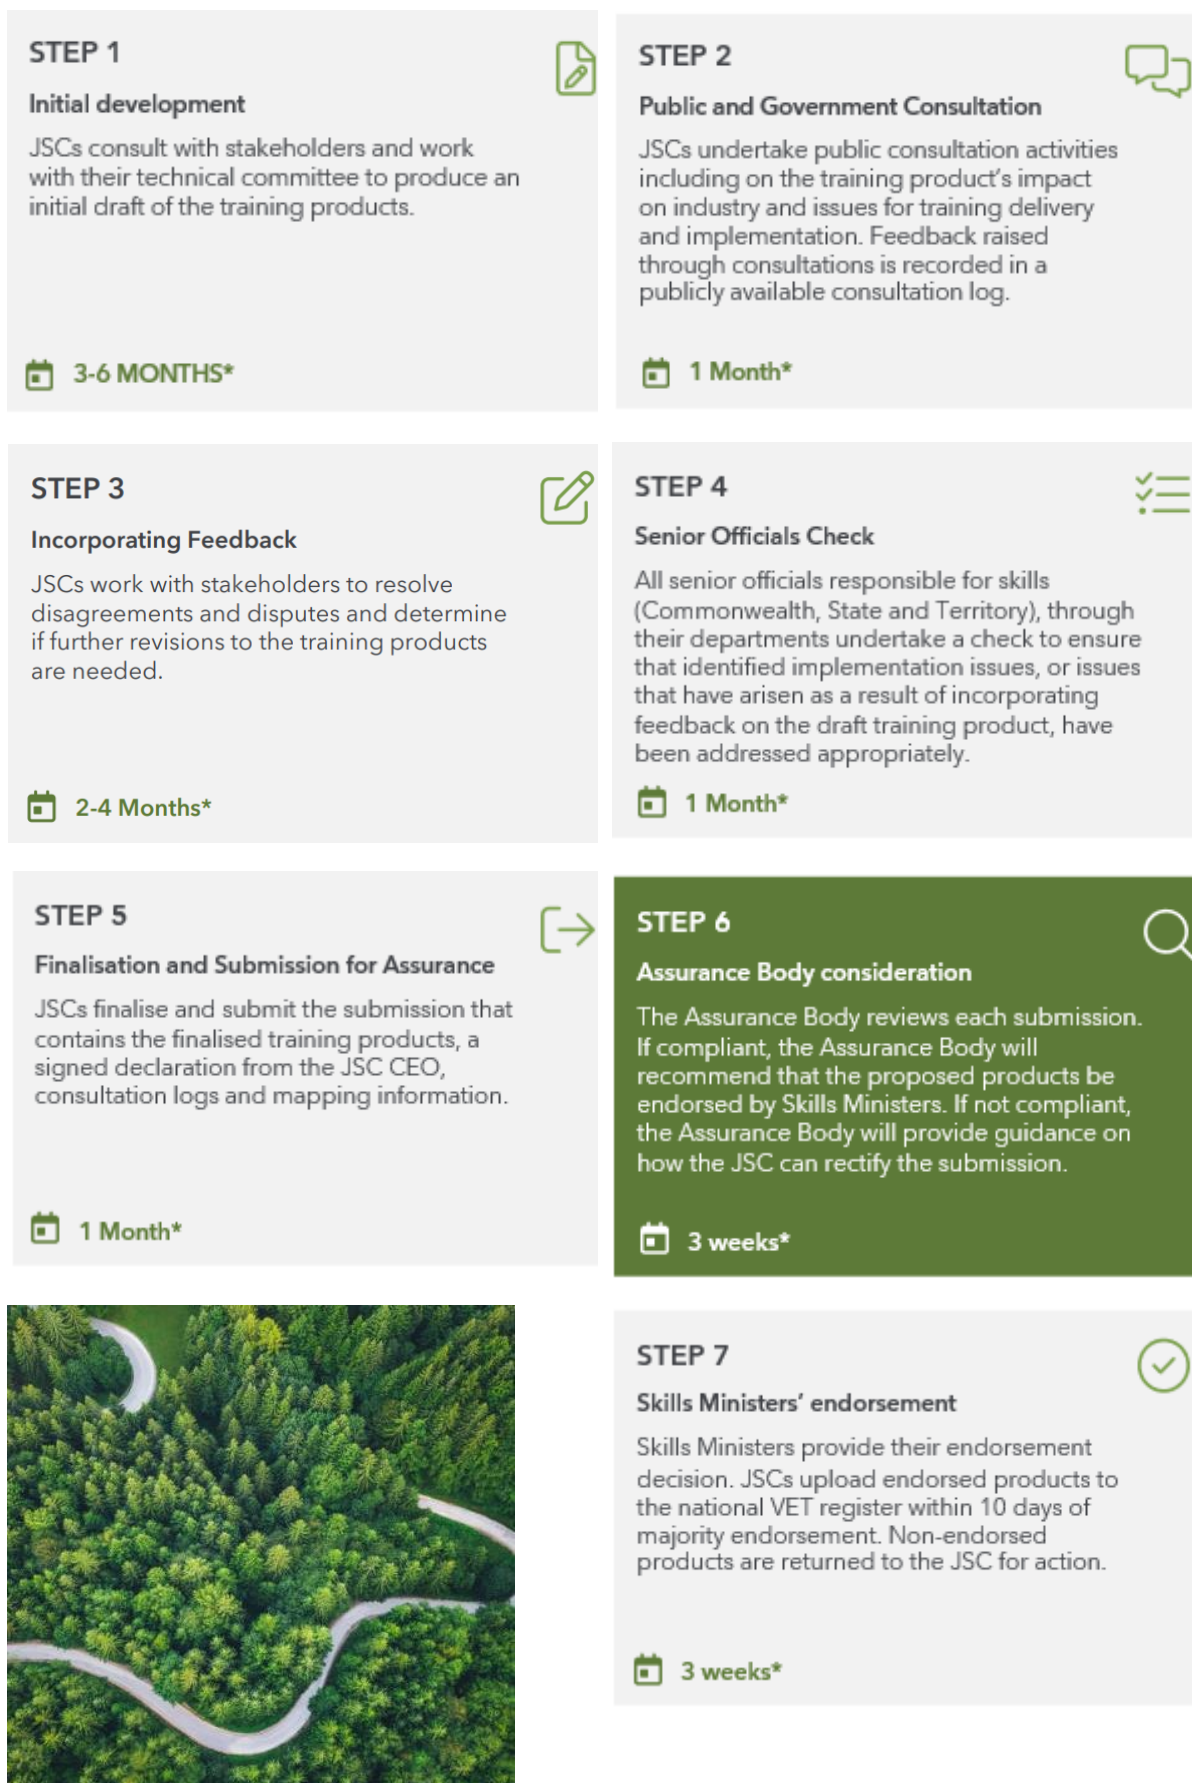 STEP 1
Initial development
JSCs consult with stakeholders and work
with their technical committee to produce an
initial draft of the training products.
3-6 MONTHS*
STEP 2
Public and Government Consultation
JSCs undertake public consultation activities
including on the training product's impact
on industry and issues for training delivery
and implementation. Feedback raised
through consultations is recorded in a
publicly available consultation log.
1 Month*
STEP 3
Incorporating Feedback
JSCs work with stakeholders to resolve
disagreements and disputes and determine
if further revisions to the training products
are needed.
2-4 Months*
STEP 4
Senior Officials Check
All senior officials responsible for skills
(Commonwealth, State and Territory), through
their departments undertake a check to ensure
that identified implementation issues, or issues
that have arisen as a result of incorporating
feedback on the draft training product, have
been addressed appropriately.
1 Month*
STEP 5
Finalisation and Submission for Assurance
JSCs finalise and submit the submission that
contains the finalised training products, a
signed declaration from the JSC CEO,
consultation logs and mapping information.
1 Month*
STEP 6
Assurance Body consideration
The Assurance Body reviews each submission.
If compliant, the Assurance Body will
recommend that the proposed products be
endorsed by Skills Ministers. If not compliant,
the Assurance Body will provide guidance on
how the JSC can rectify the submission.
3 weeks*
STEP 7
Skills Ministers' endorsement
Skills Ministers provide their endorsement
decision. JSCs upload endorsed products to
the national VET register within 10 days of
majority endorsement. Non-endorsed
products are returned to the JSC for action.
3 weeks*